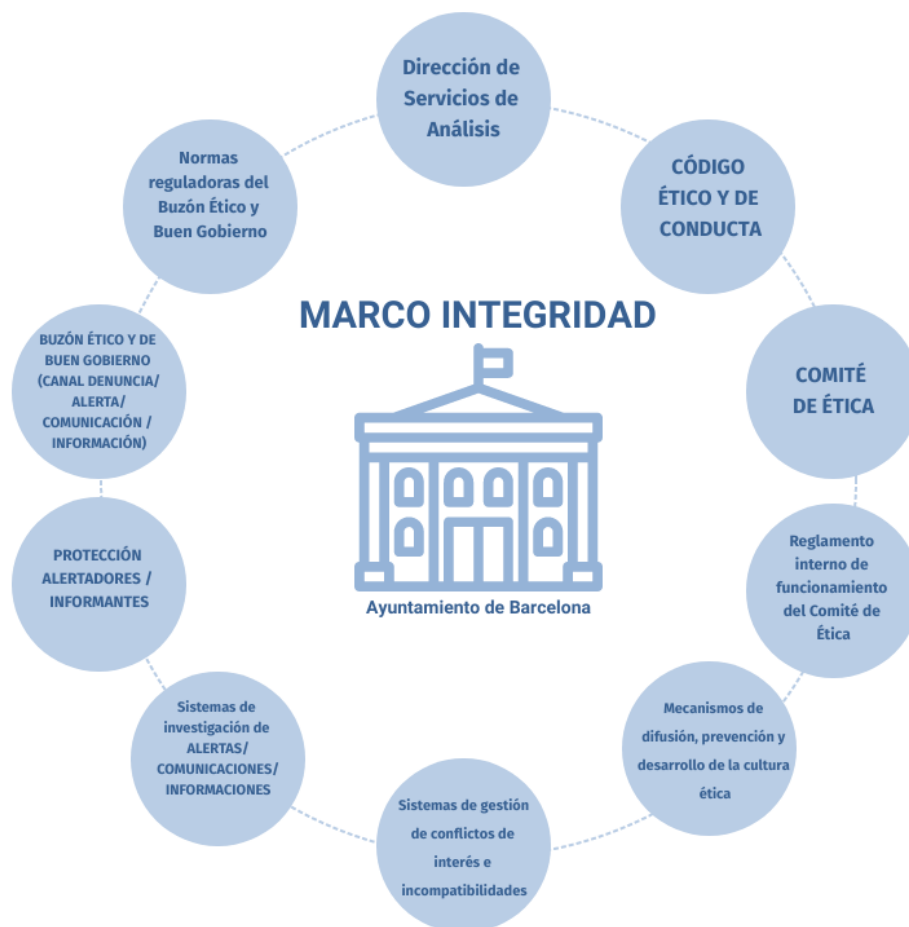 Dirección de
Servicios de
Análisis
CÓDIGO
ÉTICO Y DE
CONDUCTA
COMITÉ
DE ÉTICA
Reglamento
interno de
funcionamiento
del Comité de
Ética
Mecanismos de
difusión, prevención y
desarrollo de la cultura
ética
Sistemas de gestión
de conflictos de
interés e
incompatibilidades
Sistemas de
investigación de
ALERTAS/
COMUNICACIONES/
INFORMACIONES
PROTECCIÓN
ALERTADORES /
INFORMANTES
BUZÓN ÉTICO Y DE
BUEN GOBIERNO
(CANAL DENUNCIA/
ALERTA/
COMUNICACIÓN /
INFORMACIÓN)
Normas
reguladoras del
Buzón Ético y
Buen Gobierno
MARCO INTEGRIDAD
Ayuntamiento de Barcelona